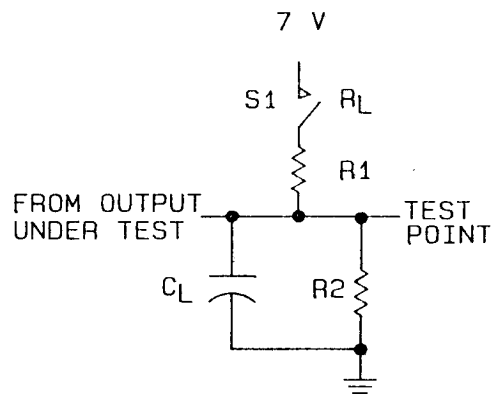 7 V
S1 RL
R1
FROM OUTPUT
UNDER TEST
TEST
POINT
CL
R2